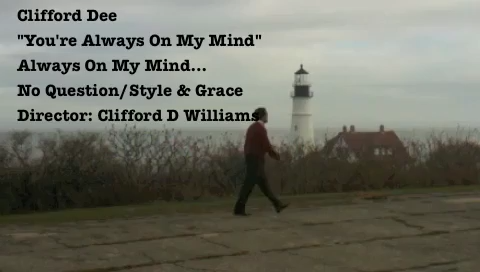 Clifford Dee
"You're Always On My Mind"
Always On My Mind...
No Question/Style & Grace
Director: Clifford D Williams